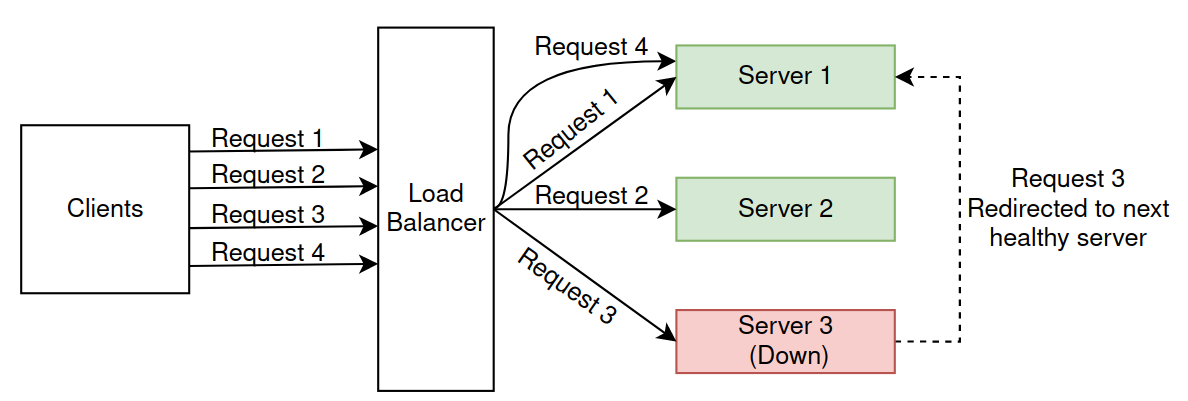 Clients
Request 1
Request 2
Request 3
Request 4
Load
Balancer
Request 4
Request 1
Request 2
Request 3
Server 1
Server 2
Server 3
(Down)
Request 3
Redirected to next
healthy server